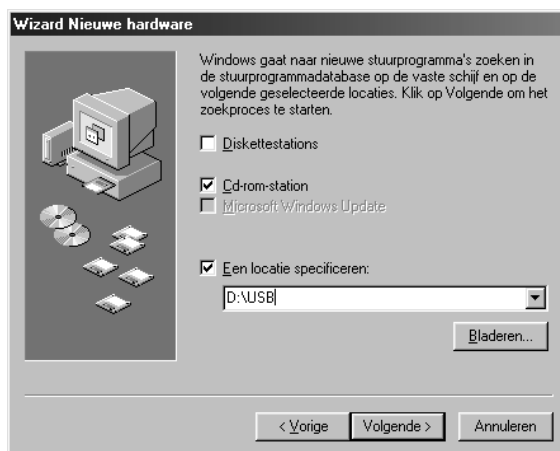 Wizard Nieuwe hardware
Windows gaat naar nieuwe stuurprogramma's zoeken in
de stuurprogrammadatabase op de vaste schijf en op de
volgende geselecteerde locaties. Klik op Volgende om het
zoekproces te starten.
Diskettestations
Cd-rom-station
Microsoft Windows Update
Een locatie specificeren:
D:\USB
Bladeren...
< Vorige Volgende > Annuleren